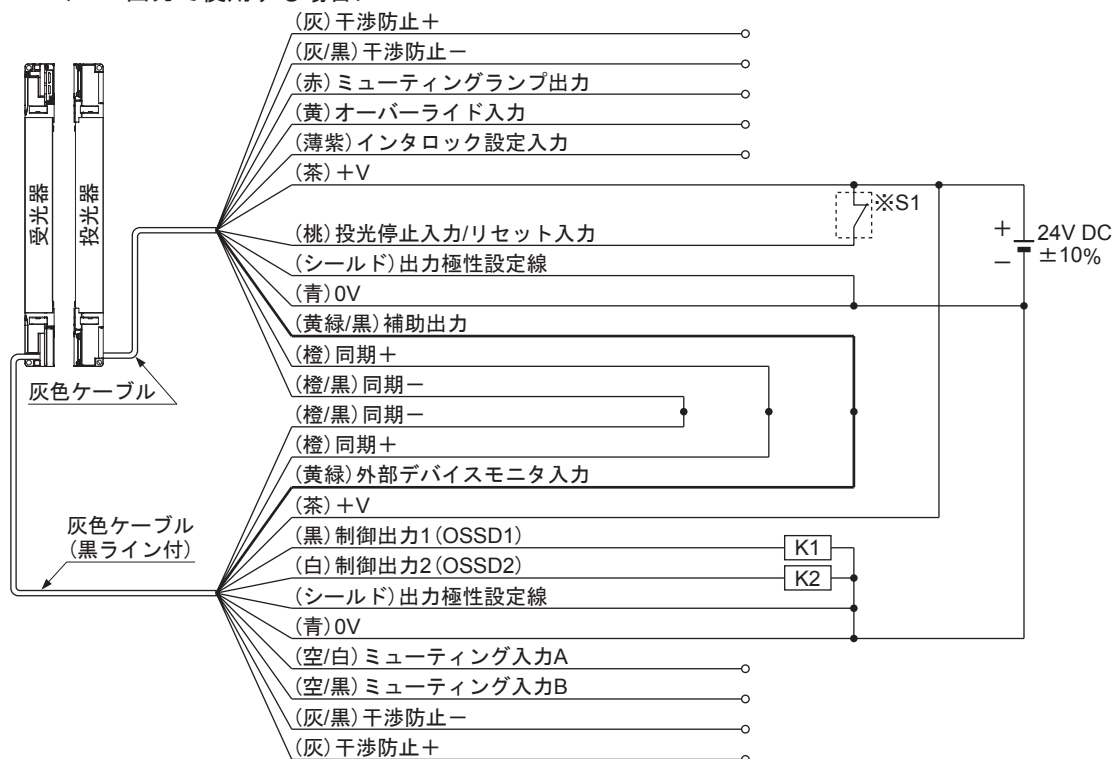 (灰)干渉防止＋
(灰/黒)干渉防止－
(赤)ミューティングランプ出力
(黄)オーバーライド入力
(薄紫)インタロック設定入力
(茶)＋V
※S1
(桃)投光停止入力/リセット入力
＋
－
24V DC
±10%
(シールド)出力極性設定線
(青)0V
(黄緑/黒)補助出力
(橙)同期＋
(橙/黒)同期－
(橙/黒)同期－
(橙)同期＋
(黄緑)外部デバイスモニタ入力
(茶)＋V
(黒)制御出力1(OSSD1)
K1
(白)制御出力2(OSSD2)
K2
(シールド)出力極性設定線
(青)0V
(空/白)ミューティング入力A
(空/黒)ミューティング入力B
(灰/黒)干渉防止－
(灰)干渉防止＋
受光器
投光器
灰色ケーブル
灰色ケーブル
(黒ライン付)